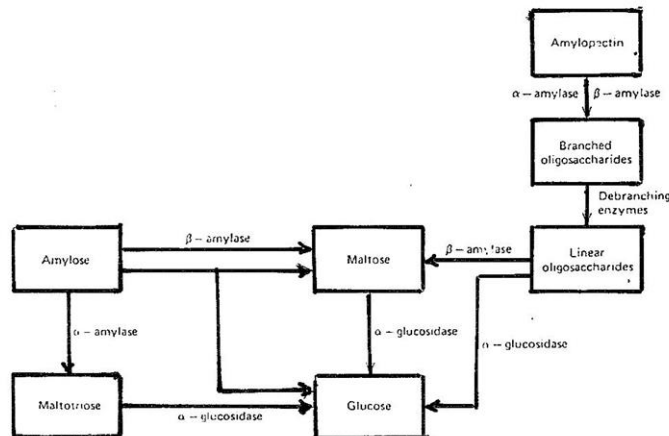 Amylopectin
α – amylase β – amylase
Branched
oligosaccharides
Debranching
enzymes
β – amylase
β – amylase
Amylose
Maltose
Linear
oligosaccharides
α – amylase
α – glucosidase
α – glucosidase
Maltotriose
α – glucosidase
Glucose